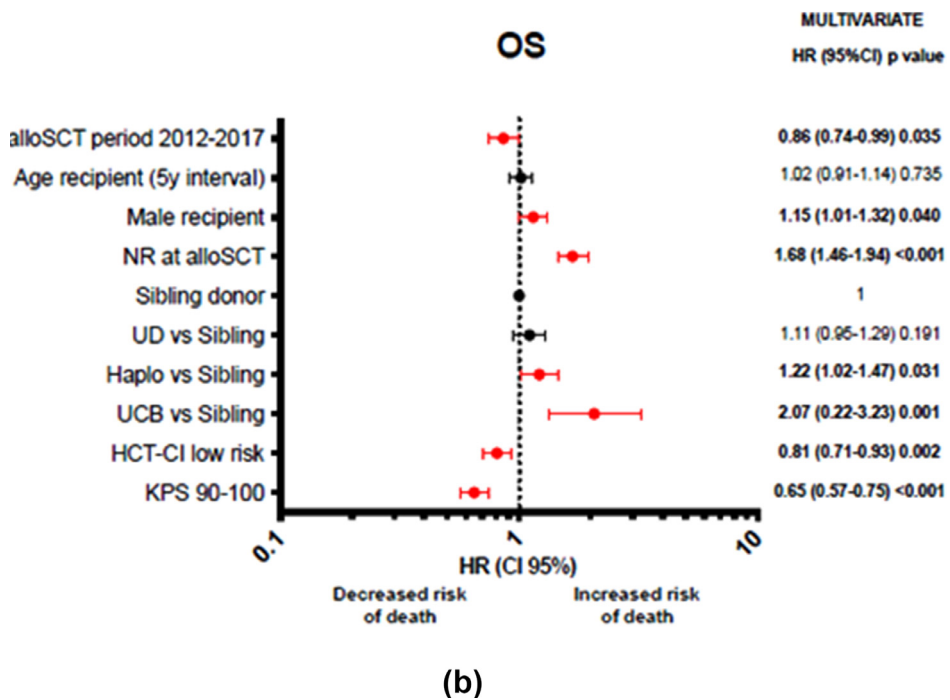 MULTIVARIATE
OS
HR (95%CI) p value
alloSCT period 2012-2017 0.86 (0.74-0.99) 0.035
Age recipient (5y interval) 1.02 (0.91-1.14) 0.735
Male recipient 1.15 (1.01-1.32) 0.040
NR at alloSCT 1.68 (1.46-1.94) <0.001
Sibling donor 1
UD vs Sibling 1.11 (0.95-1.29) 0.191
Haplo vs Sibling 1.22 (1.02-1.47) 0.031
UCB vs Sibling 2.07 (0.22-3.23) 0.001
HCT-CI low risk 0.81 (0.71-0.93) 0.002
KPS 90-100 0.65 (0.57-0.75) <0.001
0.1 1 10
HR (CI 95%)
Decreased risk Increased risk
of death of death
(b)